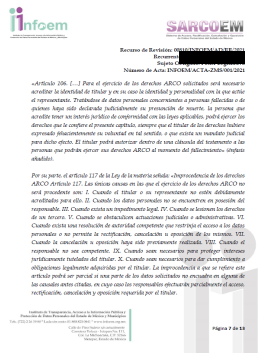 infoem
SARCOEM
Recurso de Revisión: 00810/INFOEM/AD/RR/2021
Recurrente:
Sujeto
Número de Acta: INFOEM/ACTA-ZMS/001/2021
«Artículo 106. [...] Para el ejercicio de los derechos ARCO solicitados será necesario
acreditar la identidad de titular y en su caso la identidad y personalidad con la que actúe
el representante. Tratándose de datos personales concernientes a personas fallecidas o de
quienes haya sido declarada judicialmente su presunción de muerte, la persona que
acredite tener un interés jurídico de conformidad con las leyes aplicables, podrá ejercer los
derechos que le confiere el presente capítulo, siempre que el titular de los derechos hubiere
expresado fehacientemente su voluntad en tal sentido, o que exista un mandato judicial
para dicho efecto. El titular podrá autorizar dentro de una cláusula del testamento a las
personas que podrán ejercer sus derechos ARCO al momento del fallecimiento» (énfasis
añadido).
Por su parte, el artículo 117 de la Ley de la materia señala: «Improcedencia de los derechos
ARCO Artículo 117. Las únicas causas en las que el ejercicio de los derechos ARCO no
será procedente son: I. Cuando el titular o su representante no estén debidamente
acreditados para ello. II. Cuando los datos personales no se encuentren en posesión del
responsable. III. Cuando exista un impedimento legal. IV. Cuando se lesionen los derechos
de un tercero. V. Cuando se obstaculicen actuaciones judiciales o administrativas. VI.
Cuando exista una resolución de autoridad competente que restrinja el acceso a los datos
personales o no permita la rectificación, cancelación u oposición de los mismos. VII.
Cuando la cancelación u oposición haya sido previamente realizada. VIII. Cuando el
responsable no sea competente. IX. Cuando sean necesarios para proteger intereses
jurídicamente tutelados del titular. X. Cuando sean necesarios para dar cumplimiento a
obligaciones legalmente adquiridas por el titular. La improcedencia a que se refiere este
artículo podrá ser parcial si una parte de los datos solicitados no encuadra en alguna de
las causales antes citadas, en cuyo caso los responsables efectuarán parcialmente el acceso,
rectificación, cancelación y oposición requerida por el titular.
Instituto de Transparencia, Acceso a la Información Pública y
Protección de Datos Personales del Estado de México y Municipios
Página 7 de 13